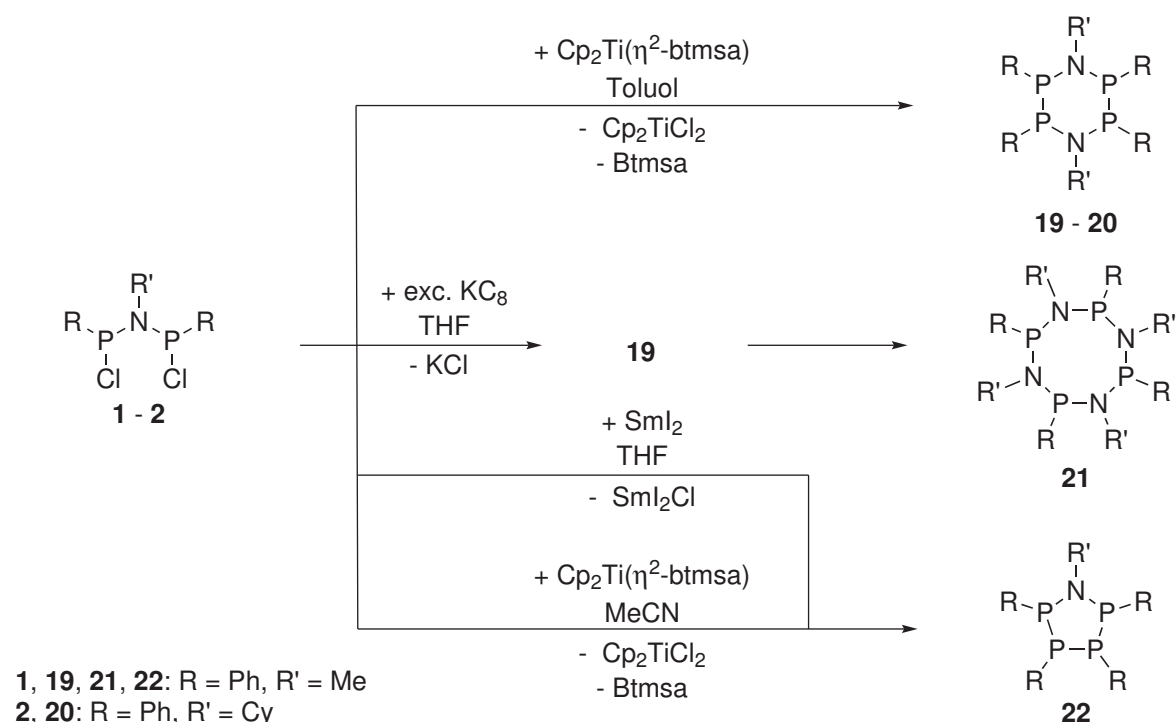 + Cp₂Ti(η²-btmsa)
Toluol
- Cp₂TiCl₂
- Btmsa
R'
N
R
R
P
P
P
P
R
R
N
R'
19 - 20
R'
R
N
R
P
P
Cl
Cl
1 - 2
+ exc. KC₈
THF
- KCl
19
R'
R
N
P
R
R'
P
N
N
P
R'
P
N
R
R
R'
21
+ SmI₂
THF
- SmI₂Cl
+ Cp₂Ti(η²-btmsa)
MeCN
- Cp₂TiCl₂
- Btmsa
R'
N
R
R
P
P
P
P
R
R
22
1, 19, 21, 22: R = Ph, R' = Me
2, 20: R = Ph, R' = Cy